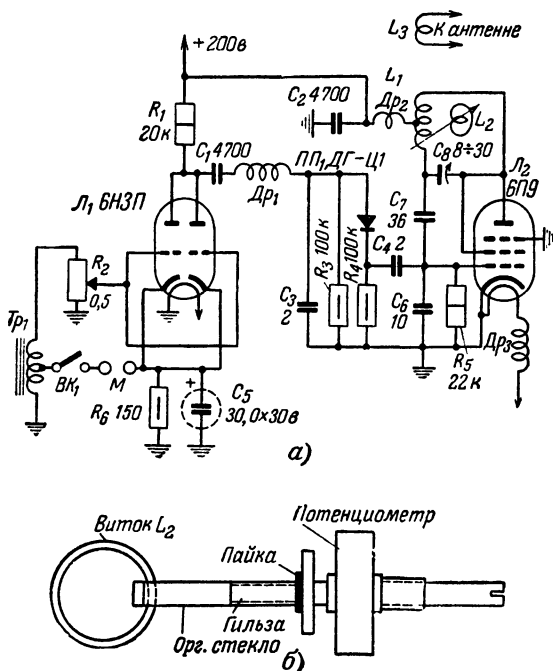 +200в
L₃ К антенне
R₁
20к
C₂ 4700
Др₂
L₁
L₂
C₁ 4700
Др₁
ПП₁ ДГ-Ц1
C₈ 8÷30
Л₂
6П9
Л₁ 6Н3П
R₂
0,5
Тр₁
ВК₁
М
R₆ 150
C₅
30,0×30в
+
C₃
2
R₃ 100к
R₄ 100к
C₄ 2
C₇
36
C₆
10
R₅
22к
Др₃
а)
Виток L₂
Потенциометр
Пайка
Гильза
Орг. стекло
б)